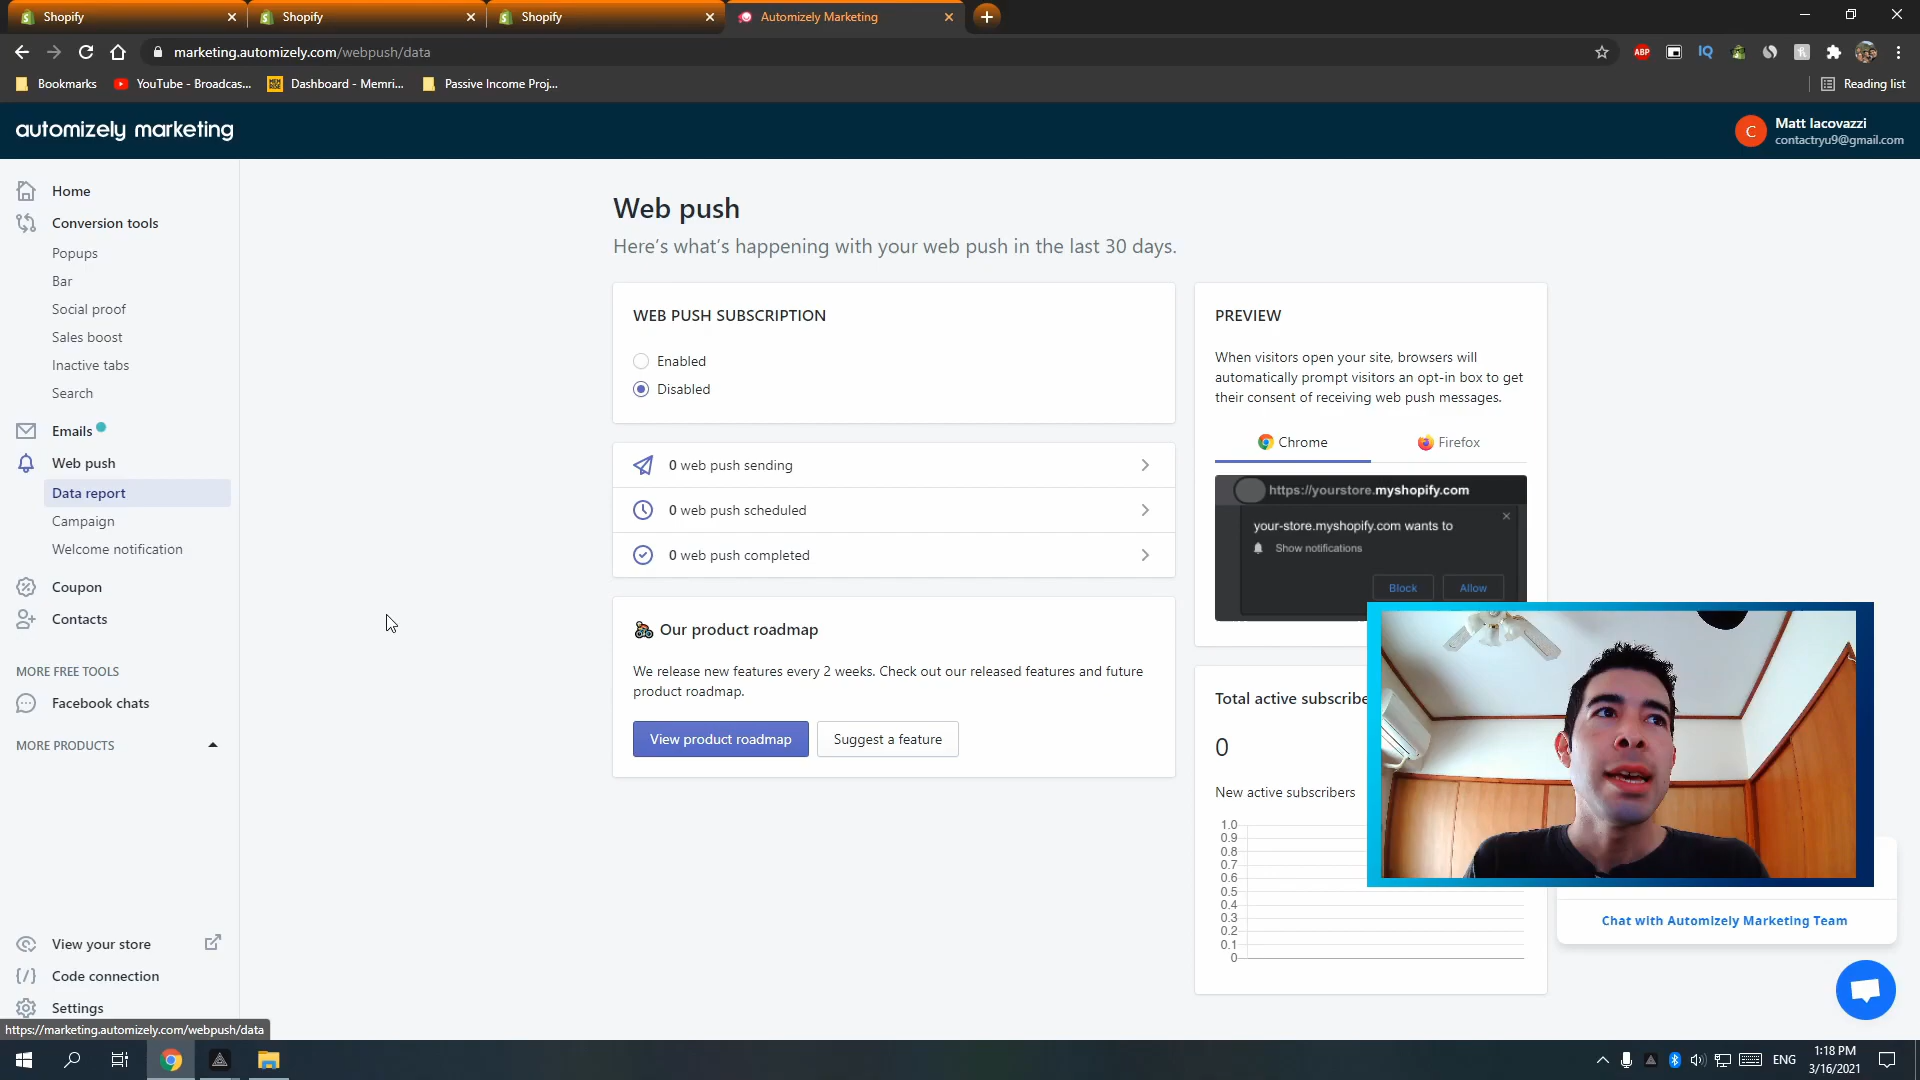 Shopify
Shopify
Shopify
Automizely Marketing
marketing.automizely.com/webpush/data
ABP
IQ
Bookmarks
YouTube - Broadcas...
Dashboard - Memri...
Passive Income Proj...
Reading list
automizely marketing
C
Matt Iacovazzi
contactryu9@gmail.com
Home
Conversion tools
Popups
Bar
Social proof
Sales boost
Inactive tabs
Search
Emails
Web push
Data report
Campaign
Welcome notification
Coupon
Contacts
MORE FREE TOOLS
Facebook chats
MORE PRODUCTS
View your store
Code connection
Settings
https://marketing.automizely.com/webpush/data
Web push
Here's what's happening with your web push in the last 30 days.
WEB PUSH SUBSCRIPTION
Enabled
Disabled
0 web push sending
0 web push scheduled
0 web push completed
Our product roadmap
We release new features every 2 weeks. Check out our released features and future
product roadmap.
View product roadmap
Suggest a feature
PREVIEW
When visitors open your site, browsers will
automatically prompt visitors an opt-in box to get
their consent of receiving web push messages.
Chrome
Firefox
https://yourstore.myshopify.com
your-store.myshopify.com wants to
Show notifications
Block
Allow
Total active subscribe
0
New active subscribers
1.0
0.9
0.8
0.7
0.6
0.5
0.4
0.3
0.2
0.1
0
Chat with Automizely Marketing Team
ENG
1:18 PM
3/16/2021